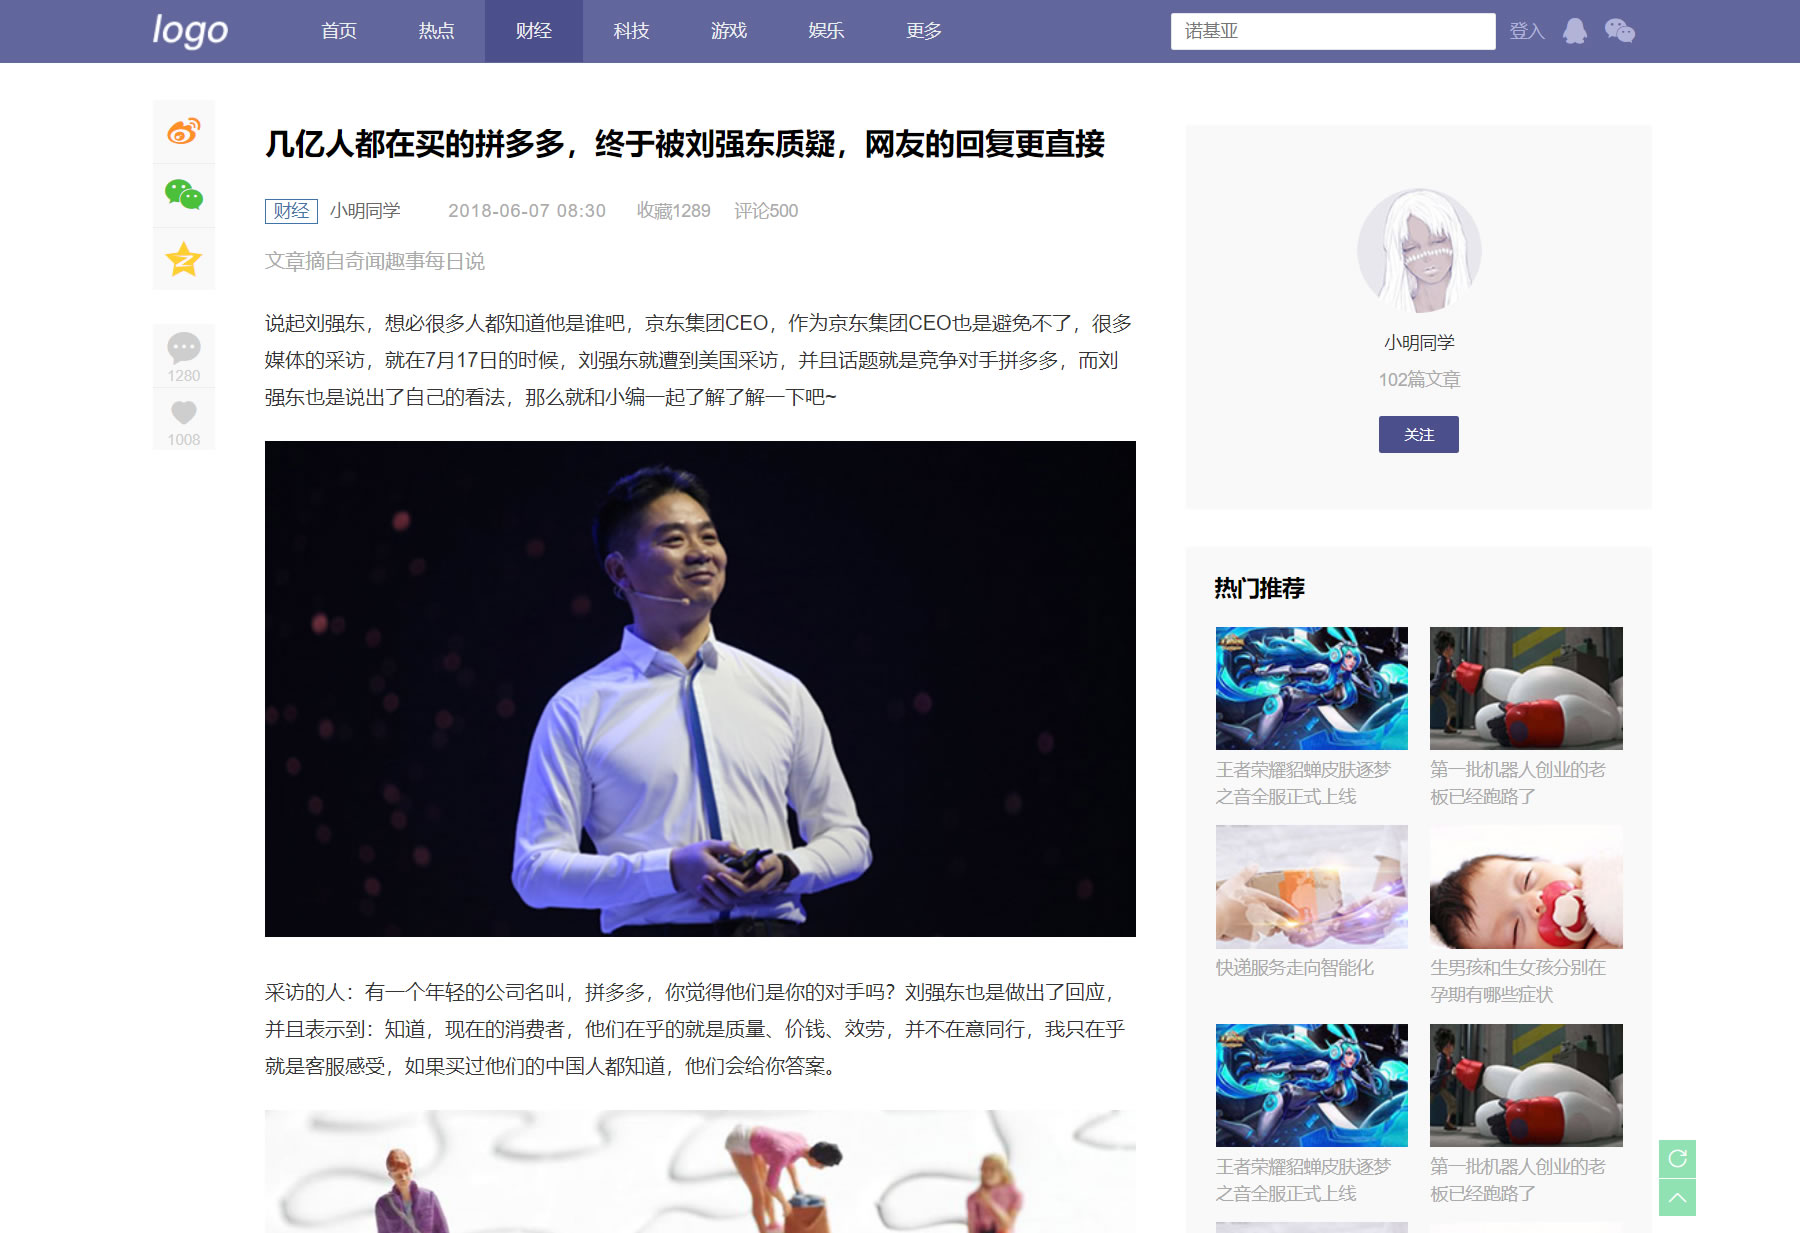 logo
首页 热点 财经 科技 游戏 娱乐 更多
诺基亚
登入
几亿人都在买的拼多多，终于被刘强东质疑，网友的回复更直接
财经 小明同学 2018-06-07 08:30 收藏1289 评论500
文章摘自奇闻趣事每日说
说起刘强东，想必很多人都知道他是谁吧，京东集团CEO，作为京东集团CEO也是避免不了，很多
媒体的采访，就在7月17日的时候，刘强东就遭到美国采访，并且话题就是竞争对手拼多多，而刘
强东也是说出了自己的看法，那么就和小编一起了解了解一下吧~
1280
1008
采访的人：有一个年轻的公司名叫，拼多多，你觉得他们是你的对手吗？刘强东也是做出了回应，
并且表示到：知道，现在的消费者，他们在乎的就是质量、价钱、效劳，并不在意同行，我只在乎
就是客服感受，如果买过他们的中国人都知道，他们会给你答案。
小明同学
102篇文章
关注
热门推荐
王者荣耀貂蝉皮肤逐梦
之音全服正式上线
第一批机器人创业的老
板已经跑路了
快递服务走向智能化
生男孩和生女孩分别在
孕期有哪些症状
王者荣耀貂蝉皮肤逐梦
之音全服正式上线
第一批机器人创业的老
板已经跑路了